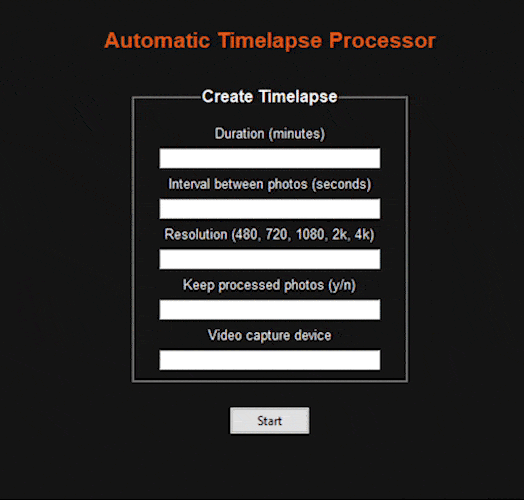 Automatic Timelapse Processor
Create Timelapse
Duration (minutes)
Interval between photos (seconds)
Resolution (480, 720, 1080, 2k, 4k)
Keep processed photos (y/n)
Video capture device
Start